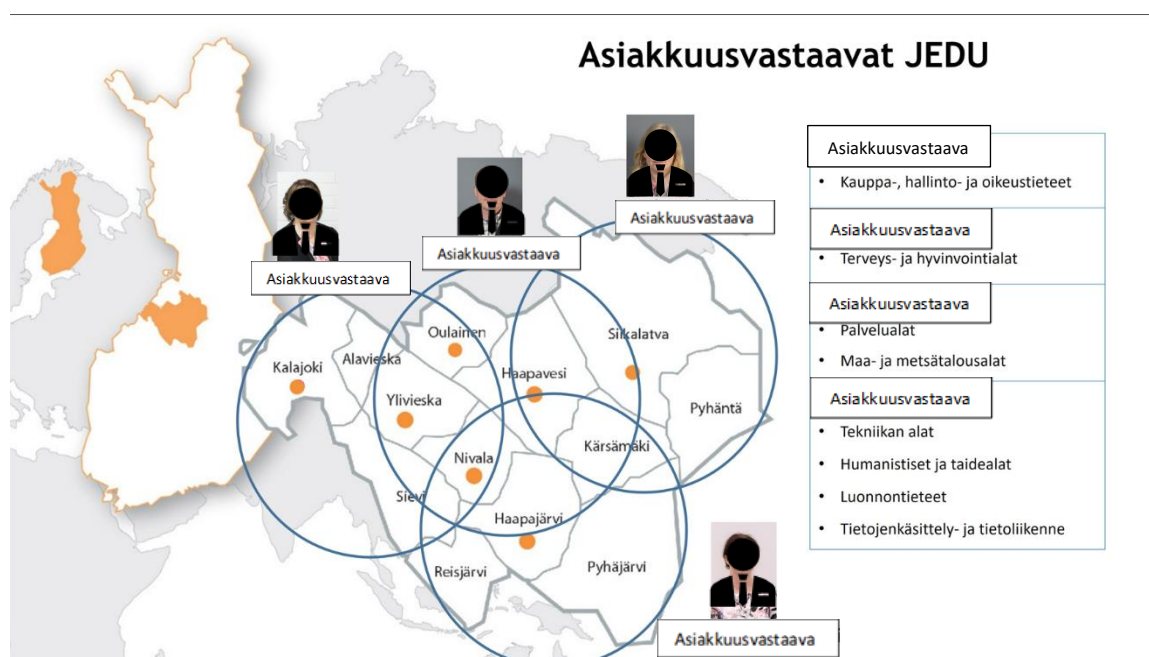 Asiakkuusvastaavat JEDU
Asiakkuusvastaava
Asiakkuusvastaava
Asiakkuusvastaava
Oulainen
Siikalatva
Kalajoki
Alavieska
Haapavesi
Ylivieska
Pyhäntä
Kärsämäki
Nivala
Sievi
Haapajärvi
Reisjärvi
Pyhäjärvi
Asiakkuusvastaava
Asiakkuusvastaava
• Kauppa-, hallinto- ja oikeustieteet
Asiakkuusvastaava
• Terveys- ja hyvinvointialat
Asiakkuusvastaava
• Palvelualat
• Maa- ja metsätalousalat
Asiakkuusvastaava
• Tekniikan alat
• Humanistiset ja taidealat
• Luonnontieteet
• Tietojenkäsittely- ja tietoliikenne